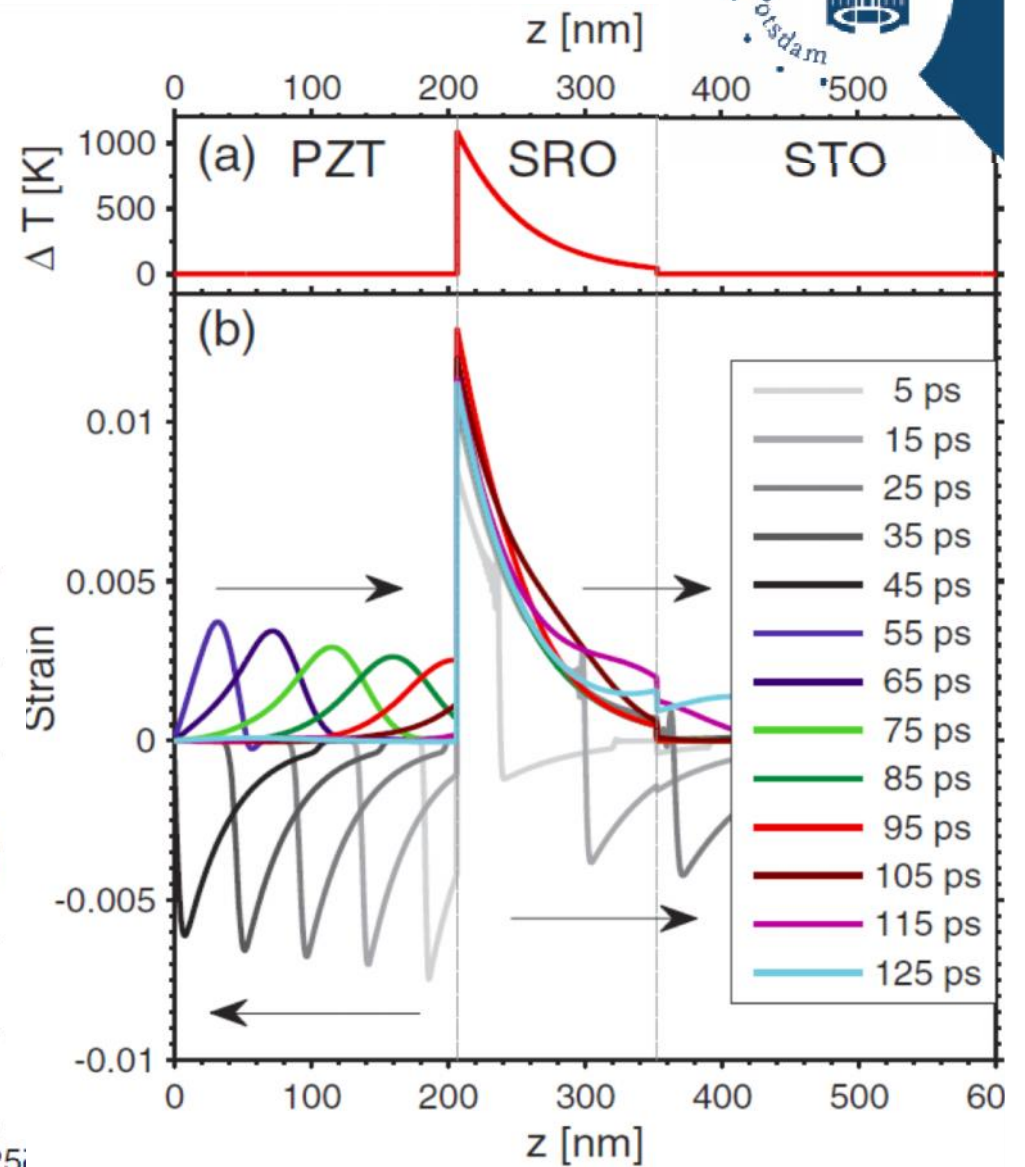 otsdam
z [nm]
0 100 200 300 400 500
1000
500
0
Δ T [K]
(a) PZT SRO STO
(b)
0.01
0.005
0
-0.005
-0.01
Strain
5 ps
15 ps
25 ps
35 ps
45 ps
55 ps
65 ps
75 ps
85 ps
95 ps
105 ps
115 ps
125 ps
0 100 200 300 400 500 60
z [nm]